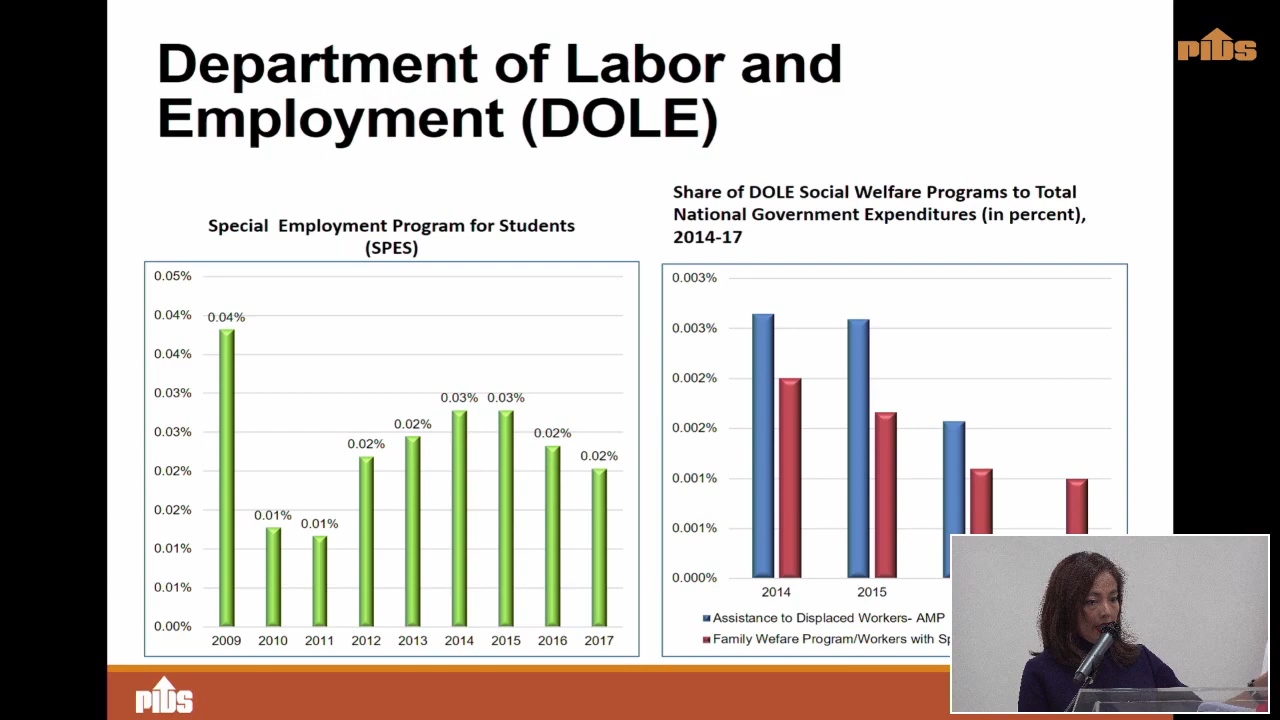 Department of Labor and
Employment (DOLE)
PIDS
Special Employment Program for Students
(SPES)
0.05%
0.04%
0.04%
0.03%
0.03%
0.02%
0.02%
0.01%
0.01%
0.00%
0.04%
0.01%
0.01%
0.02%
0.02%
0.03%
0.03%
0.02%
0.02%
2009 2010 2011 2012 2013 2014 2015 2016 2017
Share of DOLE Social Welfare Programs to Total
National Government Expenditures (in percent),
2014-17
0.003%
0.003%
0.002%
0.002%
0.001%
0.001%
0.000%
2014 2015
Assistance to Displaced Workers- AMP
Family Wefare Program/Workers with
PIDS